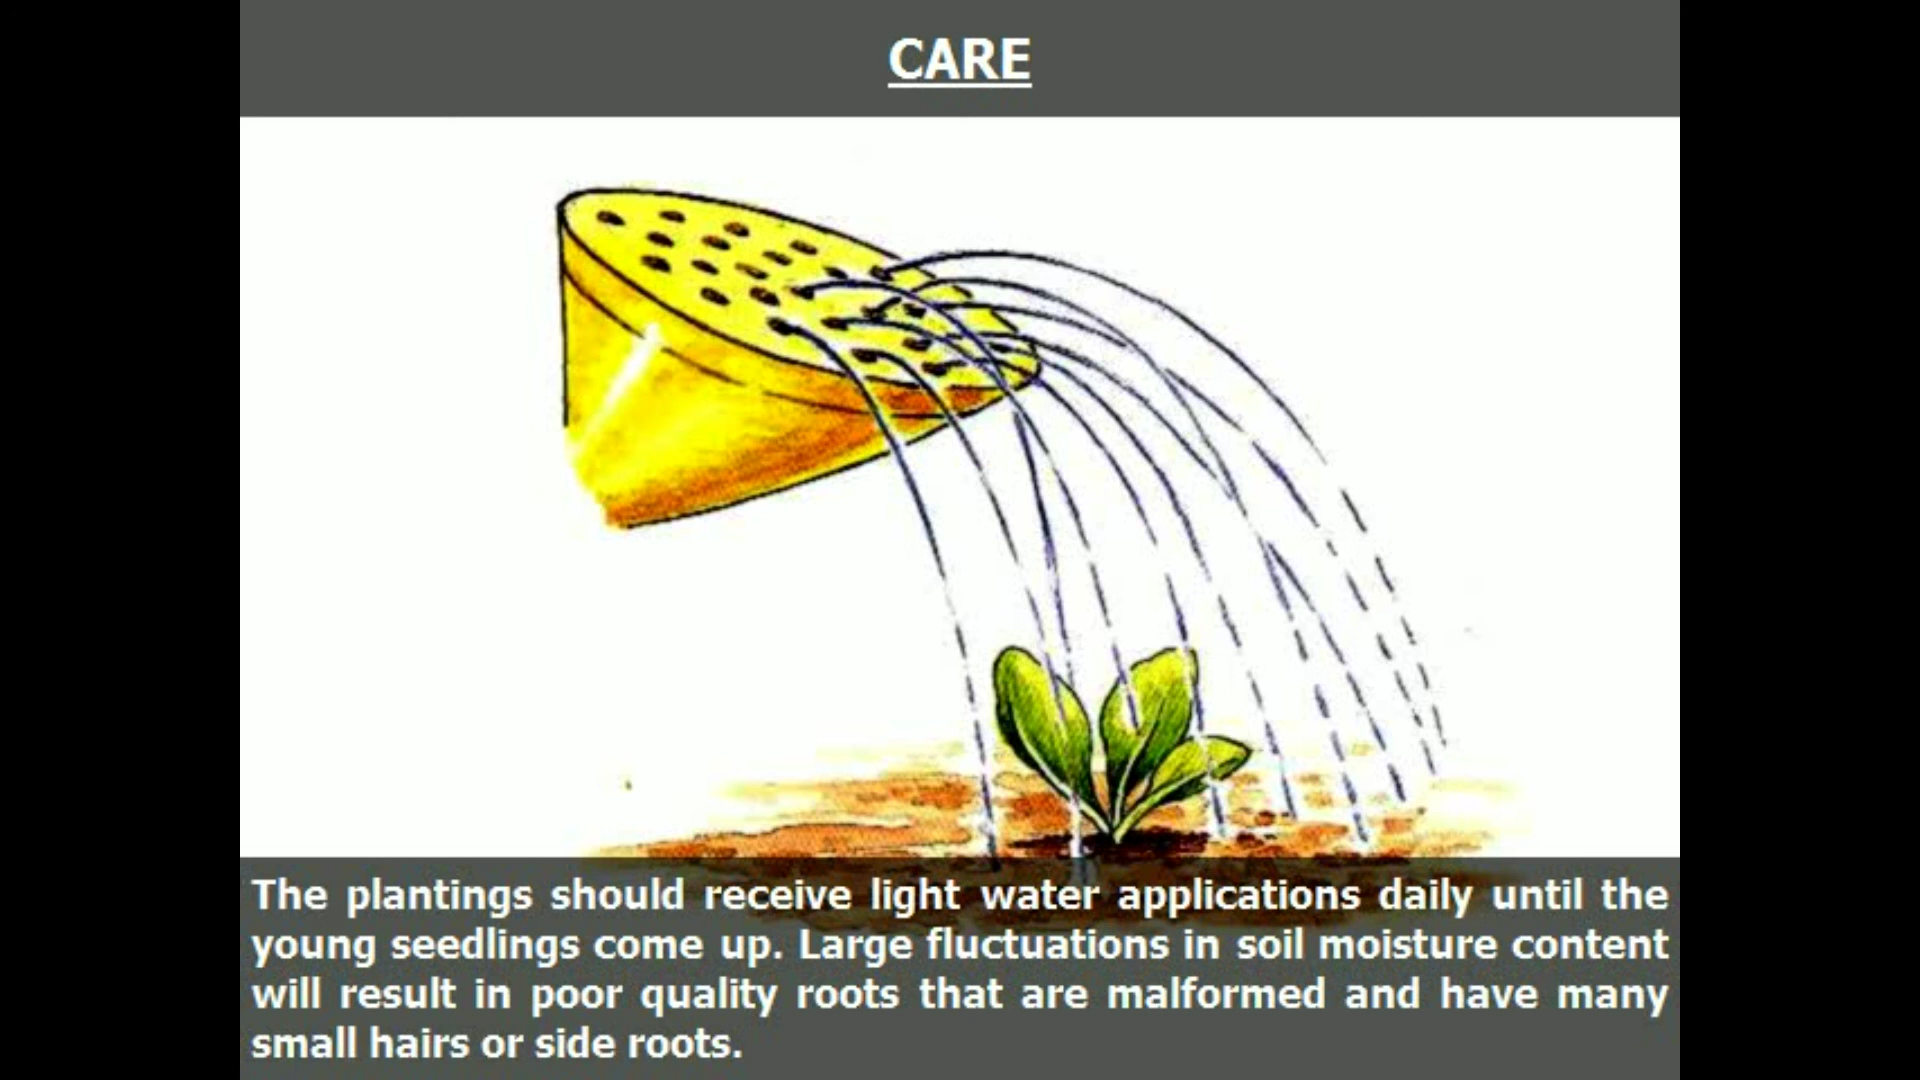 CARE
The plantings should receive light water applications daily until the
young seedlings come up. Large fluctuations in soil moisture content
will result in poor quality roots that are malformed and have many
small hairs or side roots.